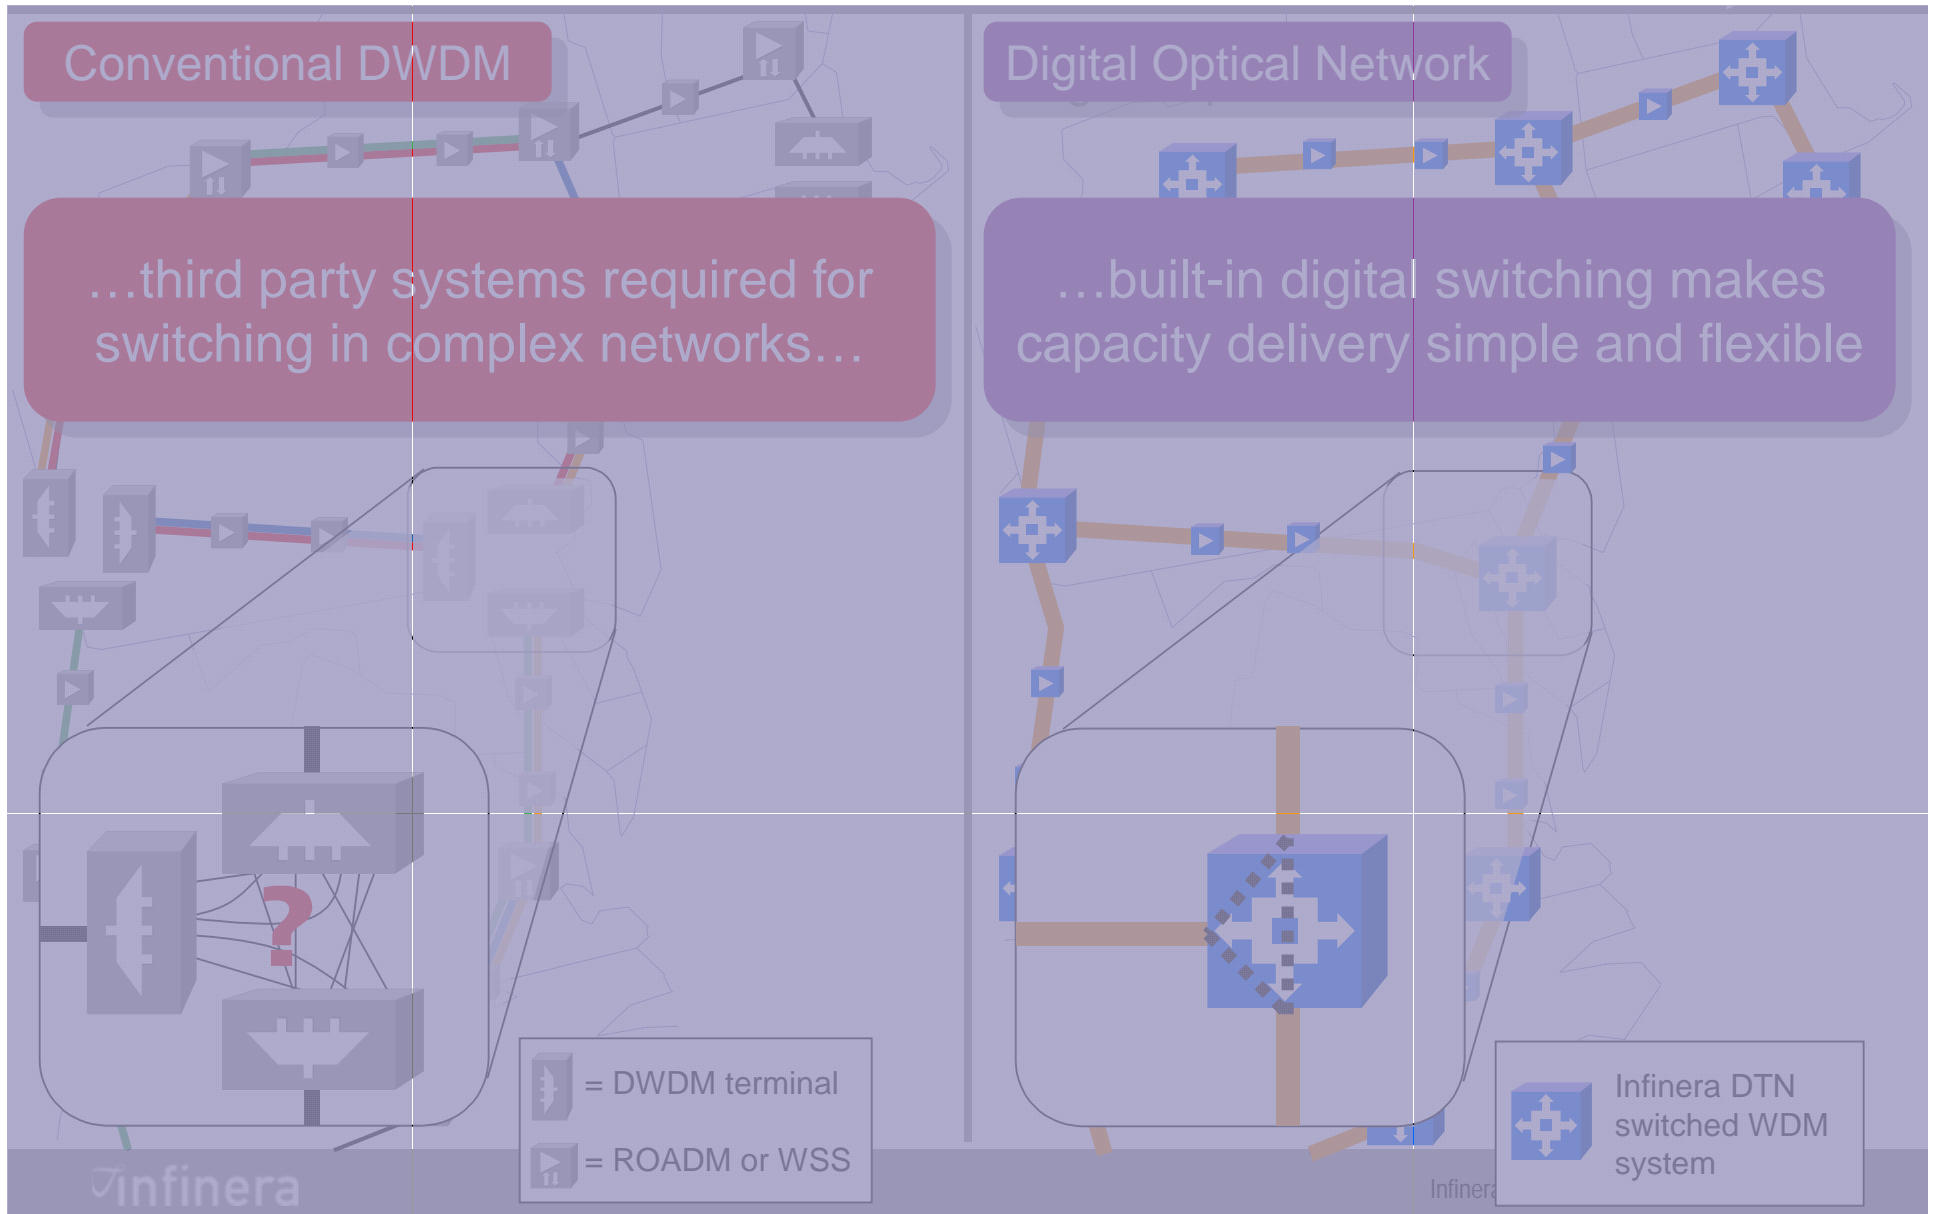 Conventional DWDM
…third party systems required for
switching in complex networks…
?
= DWDM terminal
= ROADM or WSS
infinera
Digital Optical Network
…built-in digital switching makes
capacity delivery simple and flexible
Infinera DTN
switched WDM
system
Infinera